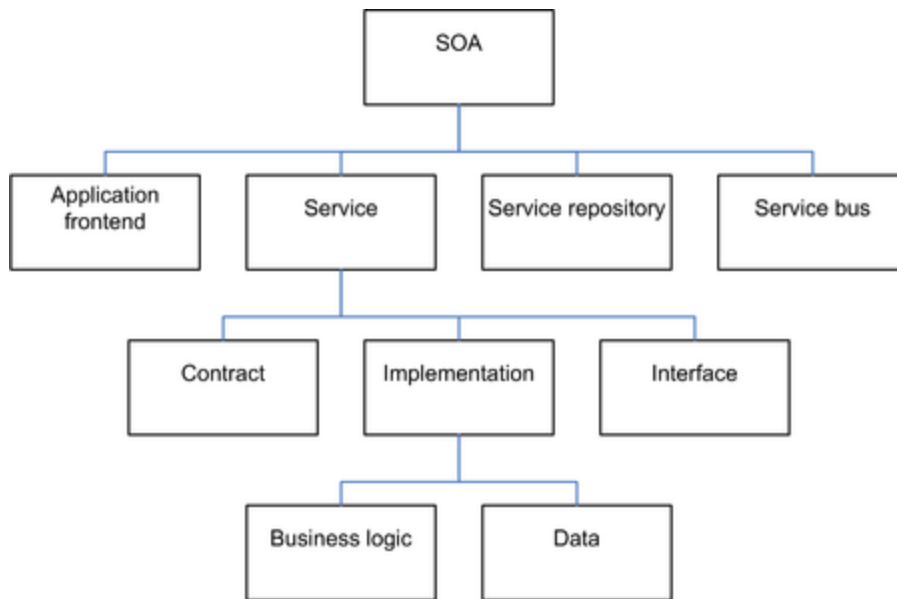 SOA
Application
frontend
Service
Service repository
Service bus
Contract
Implementation
Interface
Business logic
Data